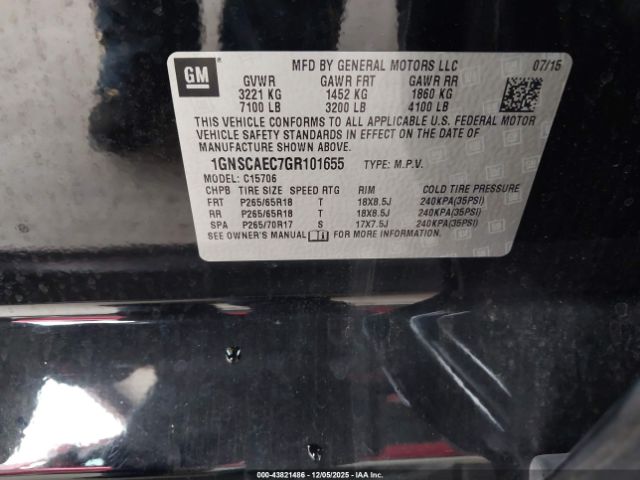 GM
MFD BY GENERAL MOTORS LLC 07/15
GVWR GAWR FRT GAWR RR
3221 KG 1452 KG 1860 KG
7100 LB 3200 LB 4100 LB
THIS VEHICLE CONFORMS TO ALL APPLICABLE U.S. FEDERAL MOTOR
VEHICLE SAFETY STANDARDS IN EFFECT ON THE DATE OF
MANUFACTURE SHOWN ABOVE.
1GNSCAEC7GR101655 TYPE: M.P.V.
MODEL: C15706
CHPB TIRE SIZE SPEED RTG RIM COLD TIRE PRESSURE
FRT P265/65R18 T 18X8.5J 240KPA(35PSI)
RR P265/65R18 T 18X8.5J 240KPA(35PSI)
SPA P265/70R17 S 17X7.5J 240KPA(35PSI)
SEE OWNER'S MANUAL FOR MORE INFORMATION.
000-43821486 12/05/2025 - Copyright IAA, Inc. All Rights Reserved.